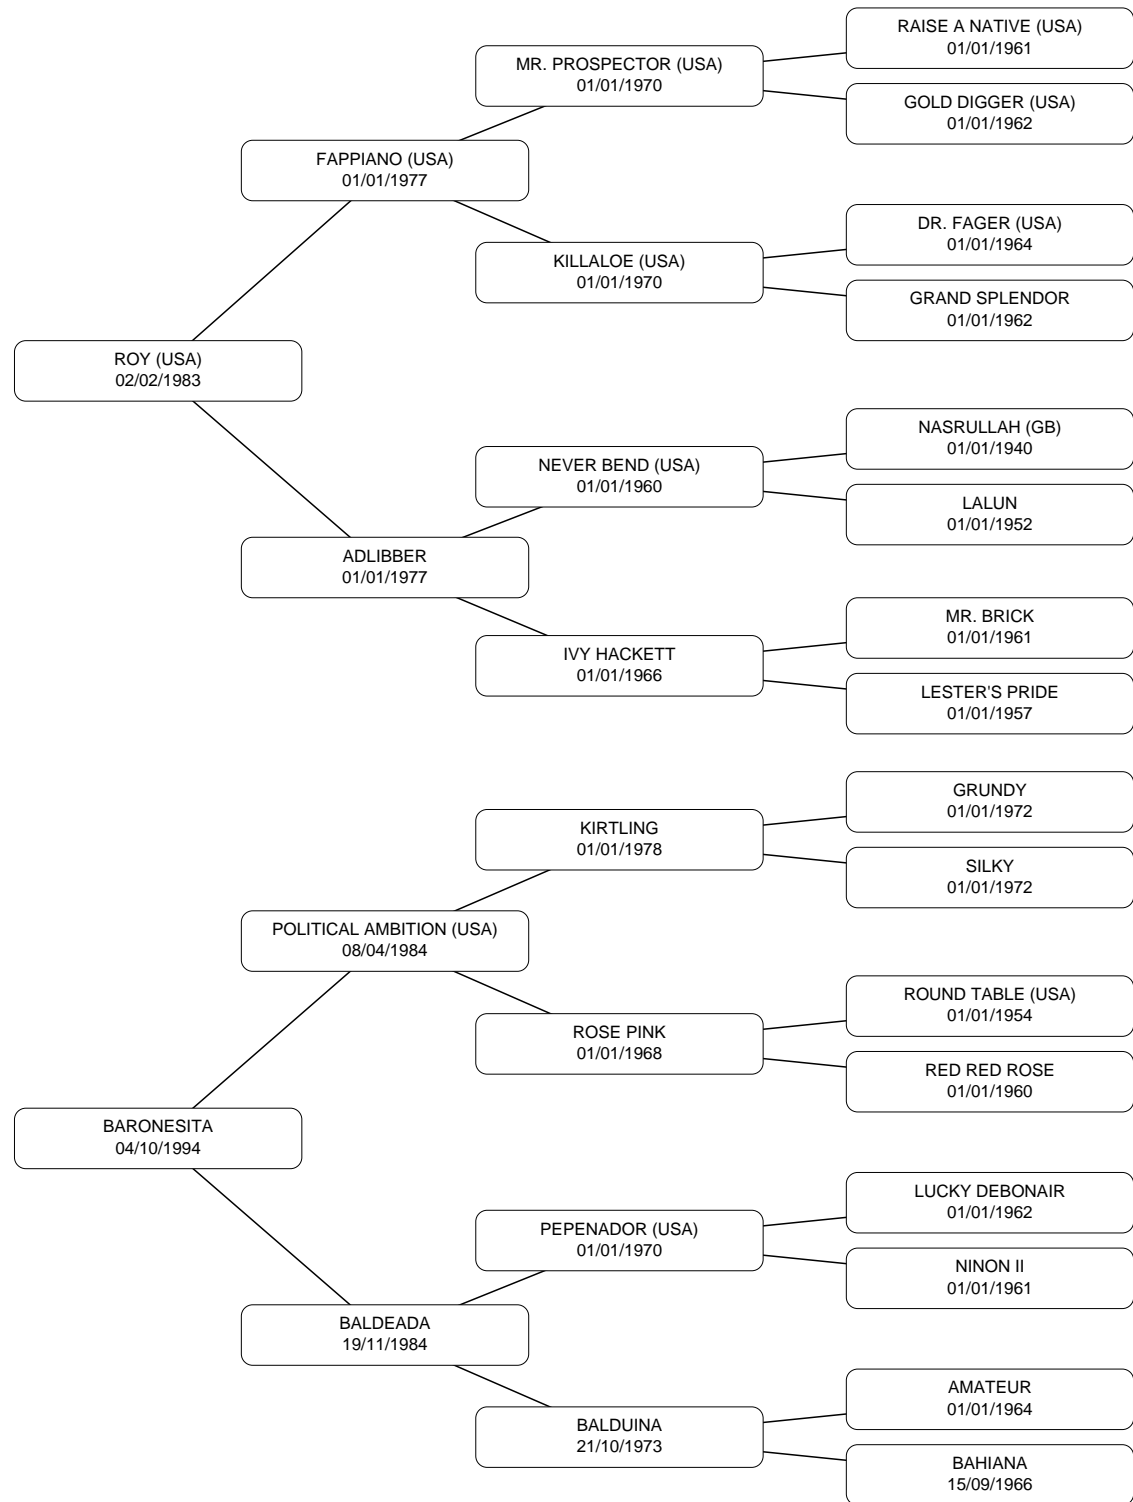 RAISE A NATIVE (USA)
01/01/1961
MR. PROSPECTOR (USA)
01/01/1970
GOLD DIGGER (USA)
01/01/1962
FAPPIANO (USA)
01/01/1977
DR. FAGER (USA)
01/01/1964
KILLALOE (USA)
01/01/1970
GRAND SPLENDOR
01/01/1962
ROY (USA)
02/02/1983
NASRULLAH (GB)
01/01/1940
NEVER BEND (USA)
01/01/1960
LALUN
01/01/1952
ADLIBBER
01/01/1977
MR. BRICK
01/01/1961
IVY HACKETT
01/01/1966
LESTER'S PRIDE
01/01/1957
GRUNDY
01/01/1972
KIRTLING
01/01/1978
SILKY
01/01/1972
POLITICAL AMBITION (USA)
08/04/1984
ROUND TABLE (USA)
01/01/1954
ROSE PINK
01/01/1968
RED RED ROSE
01/01/1960
BARONESITA
04/10/1994
LUCKY DEBONAIR
01/01/1962
PEPENADOR (USA)
01/01/1970
NINON II
01/01/1961
BALDEADA
19/11/1984
AMATEUR
01/01/1964
BALDUINA
21/10/1973
BAHIANA
15/09/1966